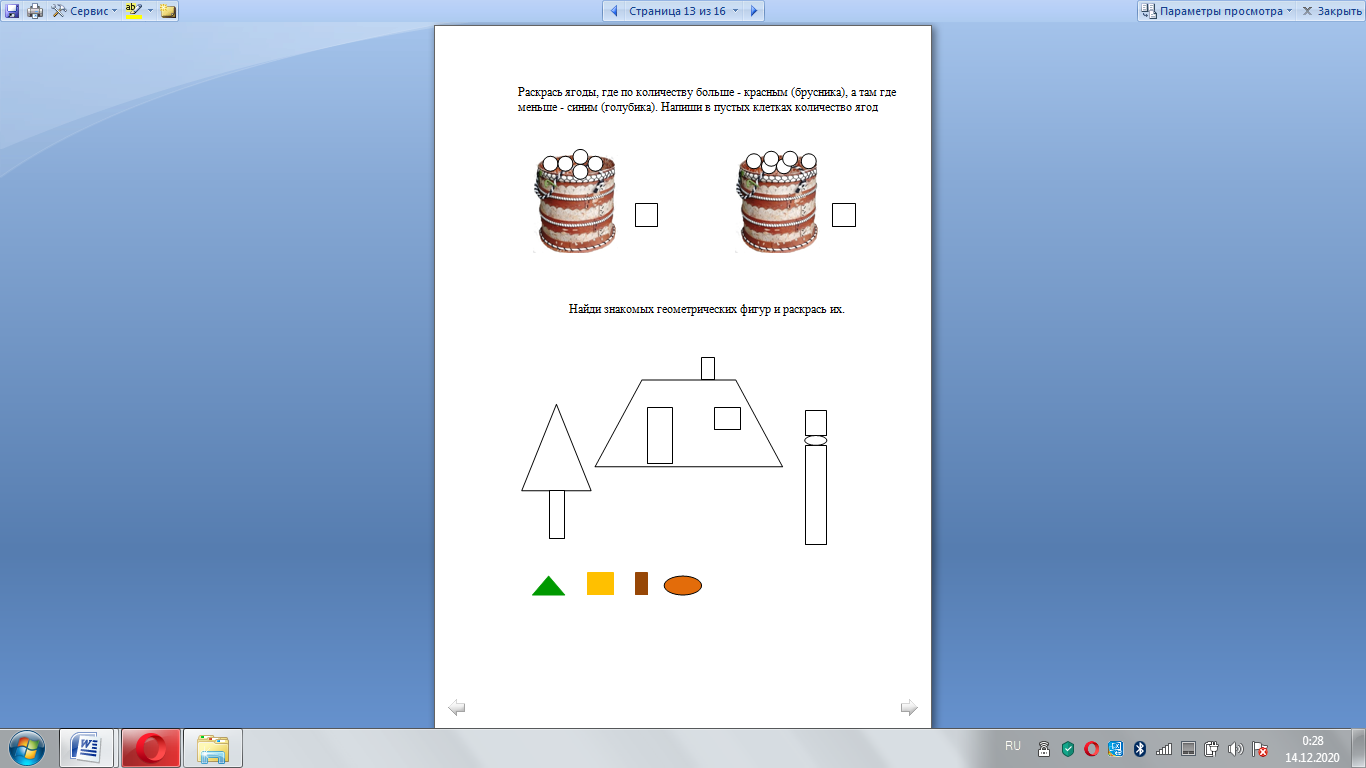 Сервис
ab
Страница 13 из 16
Параметры просмотра
Закрыть
Раскрась ягоды, где по количеству больше - красным (брусника), а там где
меньше - синим (голубика). Напиши в пустых клетках количество ягод
Найди знакомых геометрических фигур и раскрась их.
RU
0:28
14.12.2020